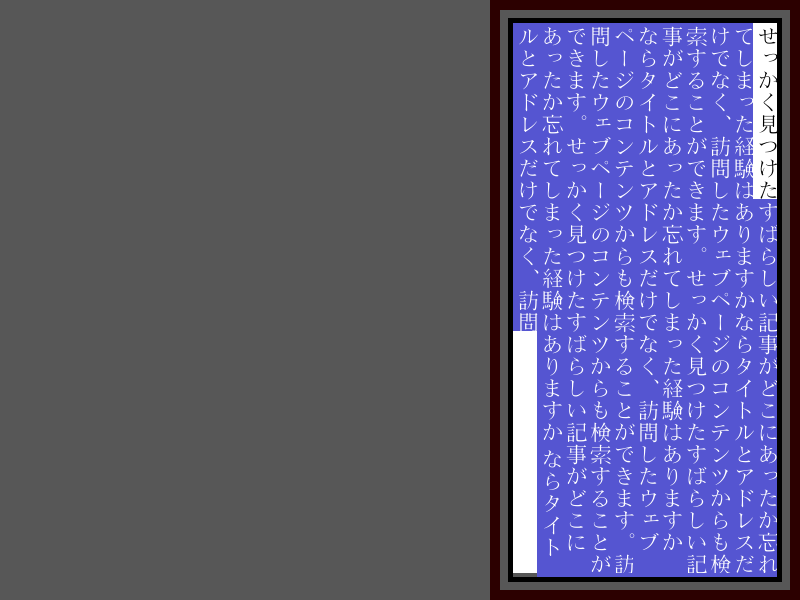 せっかく見つけたすばらしい記事がどこにあったか忘れ
てしまった経験はありますかならタイトルとアドレスだ
けでなく、訪問したウェブページのコンテンツからも検
索することができます。せっかく見つけたすばらしい記
事がどこにあったか忘れてしまった経験はありますか
ならタイトルとアドレスだけでなく、訪問したウェブ
ページのコンテンツからも検索することができます。訪
問したウェブページのコンテンツからも検索することが
できます。せっかく見つけたすばらしい記事がどこに
あったか忘れてしまった経験はありますか ならタイト
ルとアドレスだけでなく、訪問